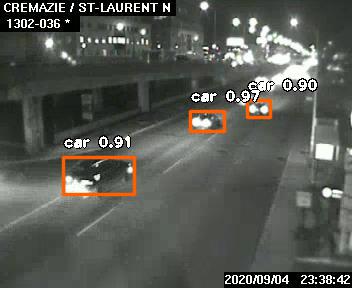 CREMAZIE / ST-LAURENT N
1302-036 *
car 0.90
car 0.97
car 0.91
2020/09/04 23:38:42